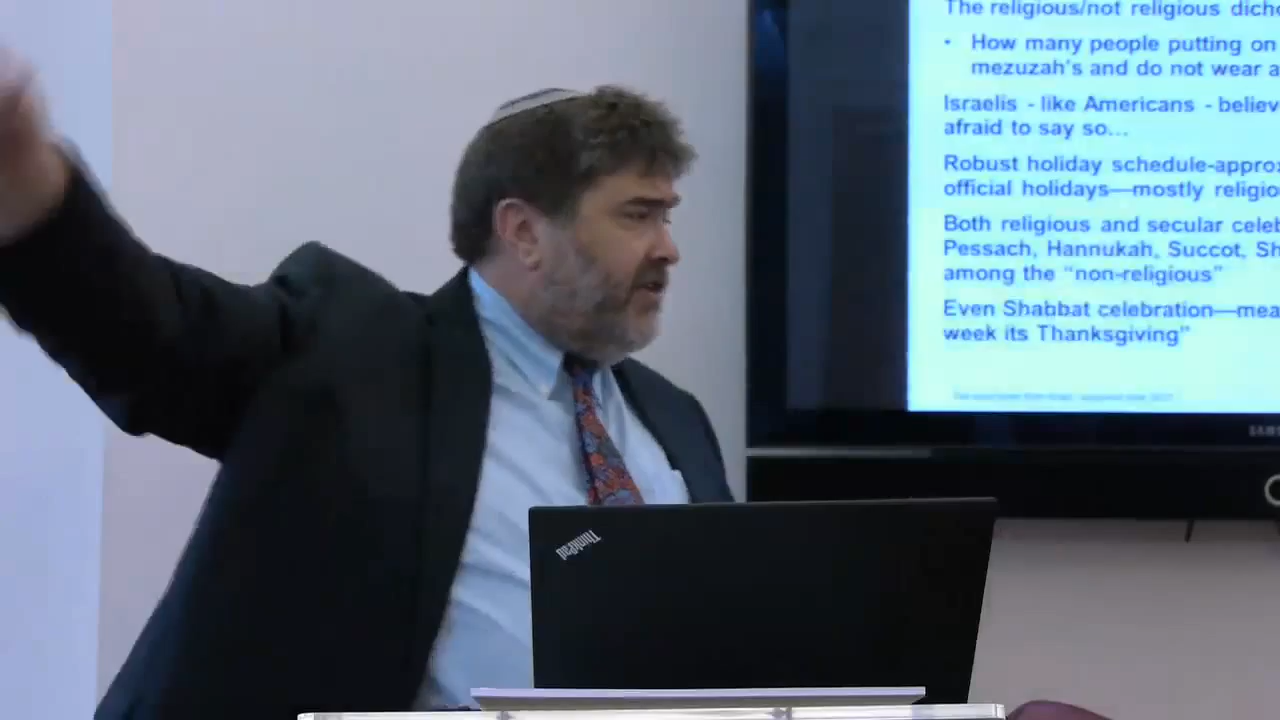 The religious/not religious
• How many people putting on
mezuzah's and do not wear a
Israelis - like Americans - believ
afraid to say so...
Robust holiday schedule-approx
official holidays—mostly religio
Both religious and secular celeb
Pessach, Hannukah, Succot, Sh
among the “non-religious”
Even Shabbat celebration—mea
week its Thanksgiving”
ThinkPad